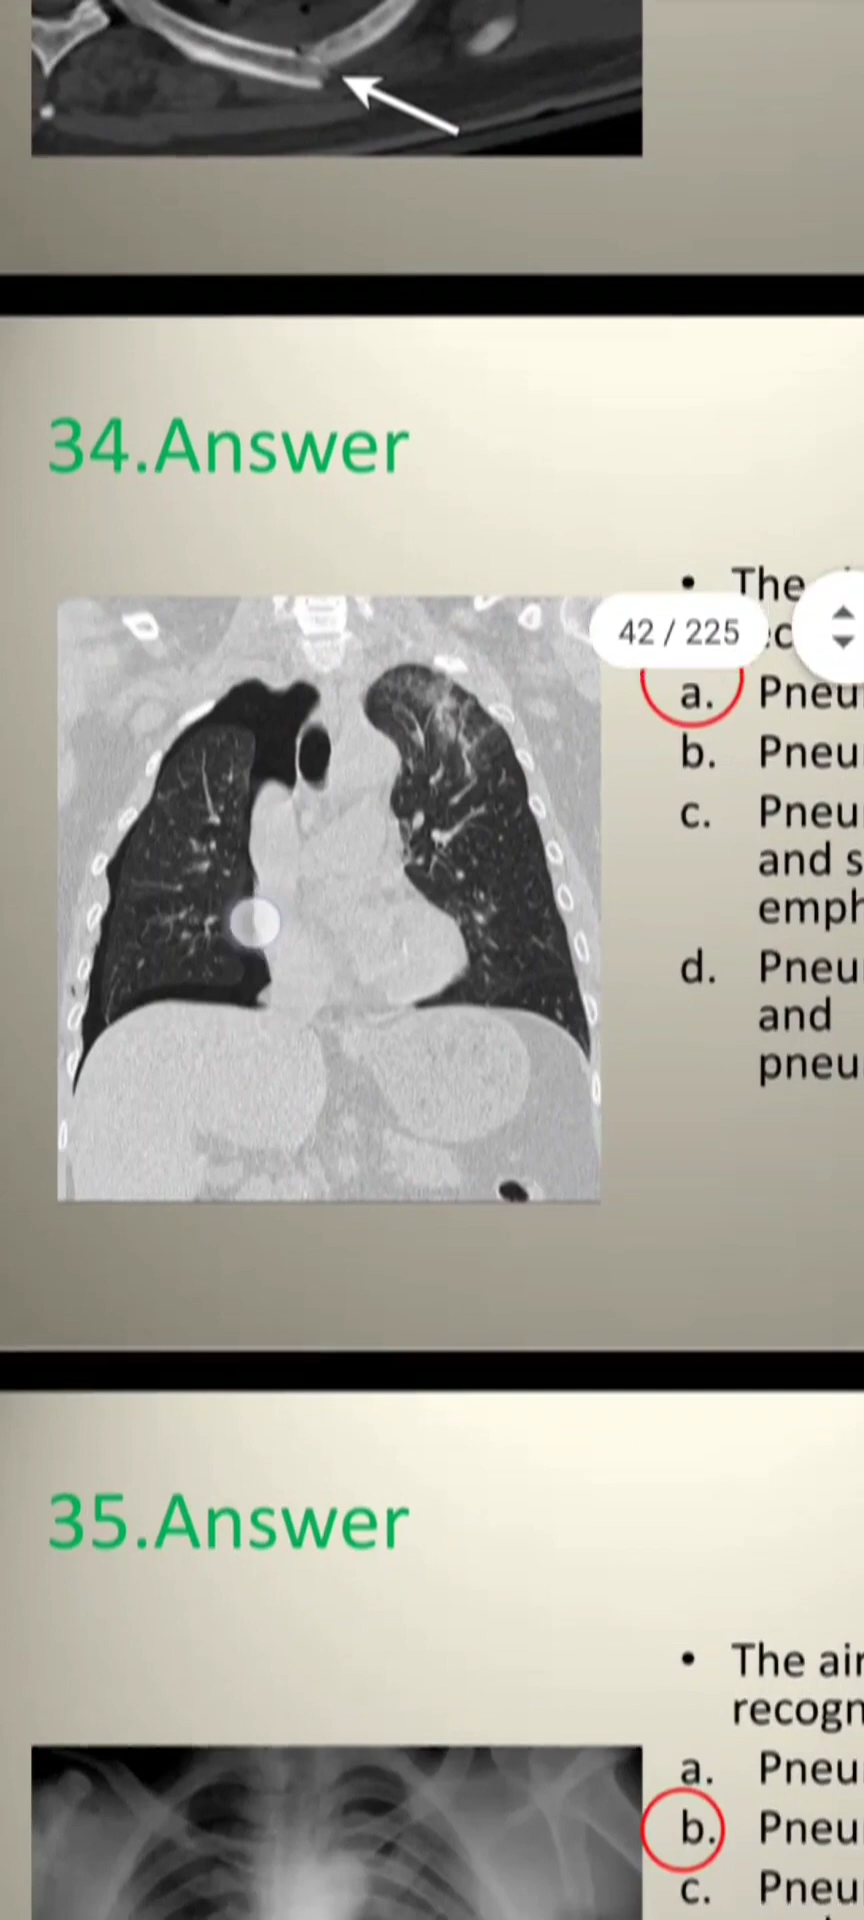 34.Answer
• The
42 / 225
a. Pneu
b. Pneu
c. Pneu
and s
emph
d. Pneu
and
pneu
35.Answer
• The air
recogn
a. Pneu
b. Pneu
c. Pneu